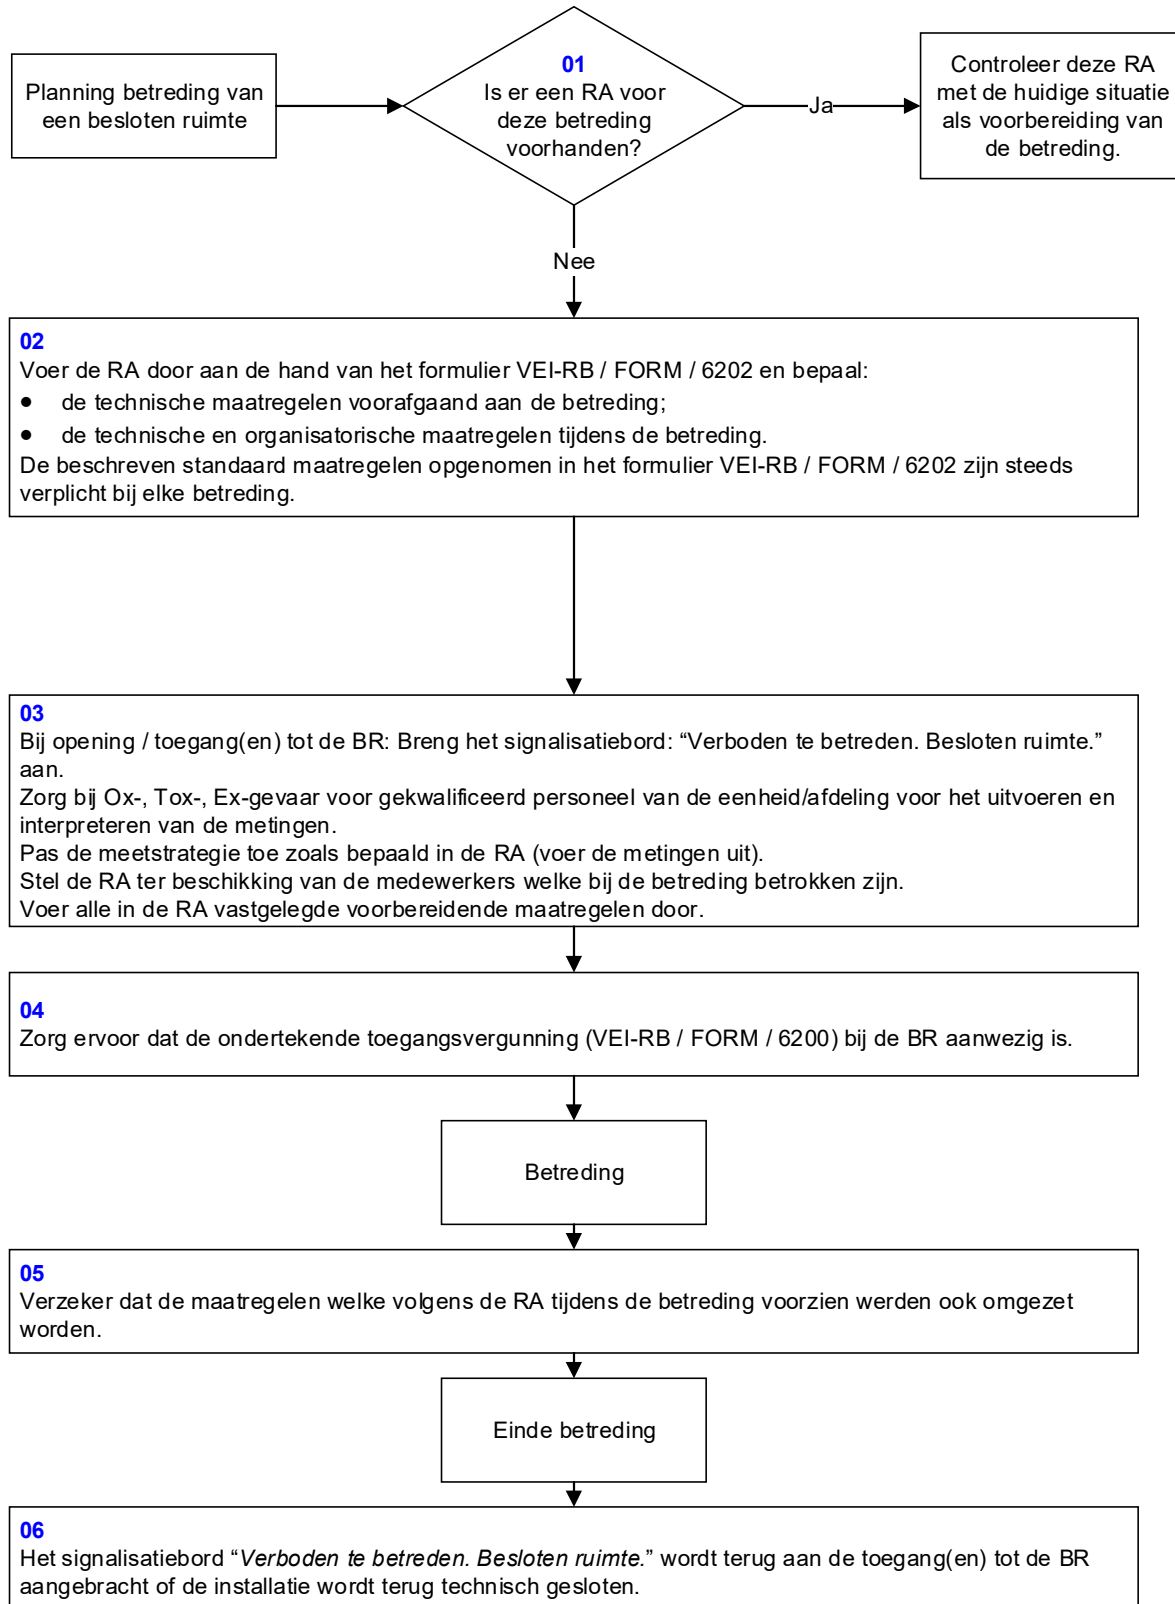 Planning betreding van
een besloten ruimte
01
Is er een RA voor
deze betreding
voorhanden?
Ja
Controleer deze RA
met de huidige situatie
als voorbereiding van
de betreding.
Nee
02
Voer de RA door aan de hand van het formulier VEI-RB / FORM / 6202 en bepaal:
• de technische maatregelen voorafgaand aan de betreding;
• de technische en organisatorische maatregelen tijdens de betreding.
De beschreven standaard maatregelen opgenomen in het formulier VEI-RB / FORM / 6202 zijn steeds
verplicht bij elke betreding.
03
Bij opening / toegang(en) tot de BR: Breng het signalisatiebord: “Verboden te betreden. Besloten ruimte.”
aan.
Zorg bij Ox-, Tox-, Ex-gevaar voor gekwalificeerd personeel van de eenheid/afdeling voor het uitvoeren en
interpreteren van de metingen.
Pas de meetstrategie toe zoals bepaald in de RA (voer de metingen uit).
Stel de RA ter beschikking van de medewerkers welke bij de betreding betrokken zijn.
Voer alle in de RA vastgelegde voorbereidende maatregelen door.
04
Zorg ervoor dat de ondertekende toegangsvergunning (VEI-RB / FORM / 6200) bij de BR aanwezig is.
Betreding
05
Verzeker dat de maatregelen welke volgens de RA tijdens de betreding voorzien werden ook omgezet
worden.
Einde betreding
06
Het signalisatiebord “Verboden te betreden. Besloten ruimte.” wordt terug aan de toegang(en) tot de BR
aangebracht of de installatie wordt terug technisch gesloten.